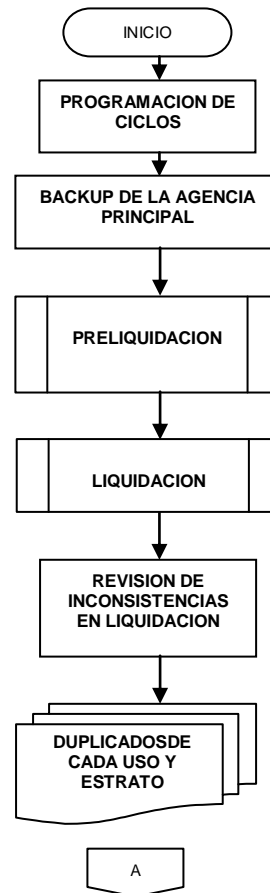 INICIO
PROGRAMACION DE
CICLOS
BACKUP DE LA AGENCIA
PRINCIPAL
PRELIQUIDACION
LIQUIDACION
REVISION DE
INCONSISTENCIAS
EN LIQUIDACION
DUPLICADOSDE
CADA USO Y
ESTRATO
A